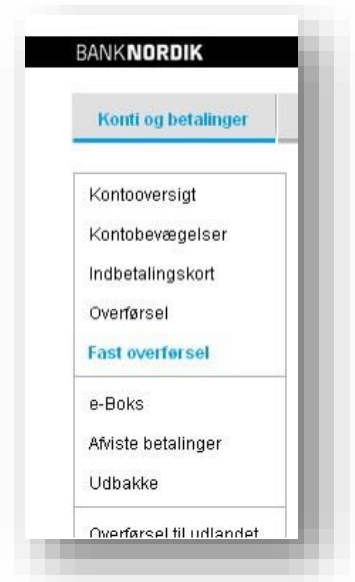 BANKNORDIK
Konti og betalinger
Kontooversigt
Kontobevægelser
Indbetalingskort
Overførsel
Fast overførsel
e-Boks
Afviste betalinger
Udbakke
Overførsel til udlandet